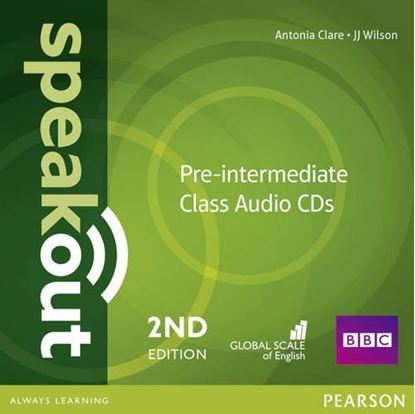 Antonia Clare • JJ Wilson
speakout
Pre-intermediate
Class Audio CDs
2ND
EDITION
GLOBAL SCALE
of English
BBC
ALWAYS LEARNING
PEARSON